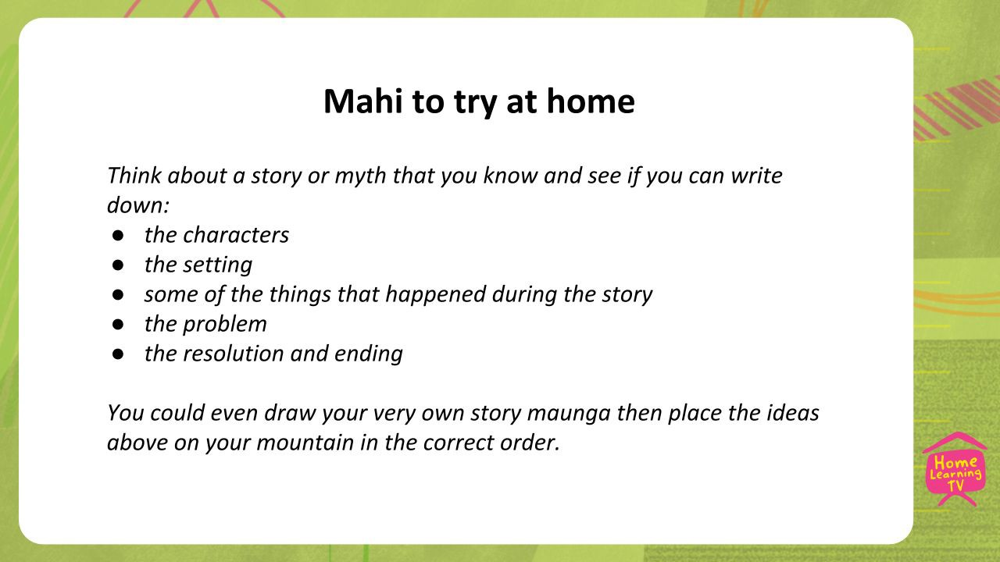 Mahi to try at home
Think about a story or myth that you know and see if you can write
down:
● the characters
● the setting
● some of the things that happened during the story
● the problem
● the resolution and ending
You could even draw your very own story maunga then place the ideas
above on your mountain in the correct order.
Home
Learning
TV